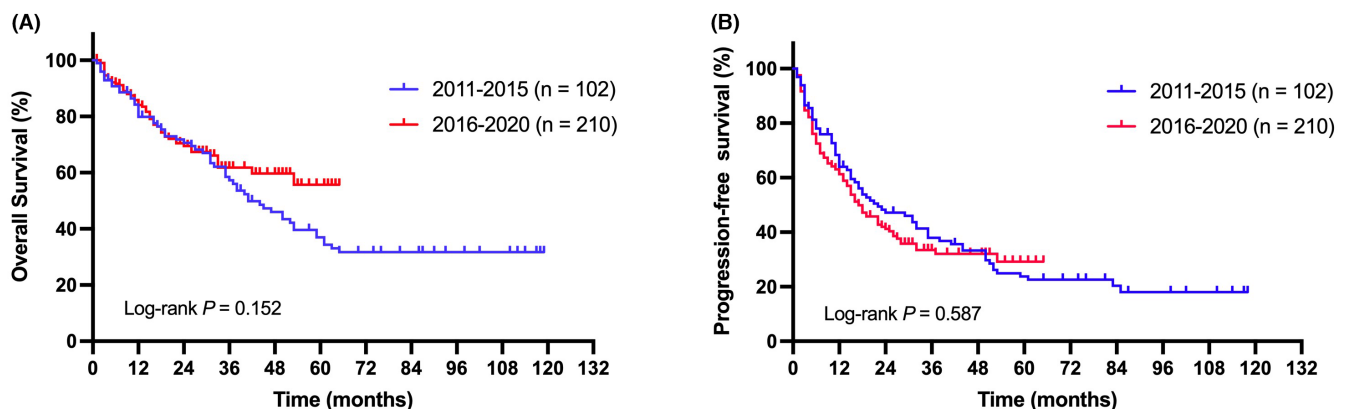 (A)
Overall Survival (%)
100
80
60
40
20
0
2011-2015 (n = 102)
2016-2020 (n = 210)
Log-rank P = 0.152
0 12 24 36 48 60 72 84 96 108 120 132
Time (months)
(B)
Progression-free survival (%)
100
80
60
40
20
0
2011-2015 (n = 102)
2016-2020 (n = 210)
Log-rank P = 0.587
0 12 24 36 48 60 72 84 96 108 120 132
Time (months)